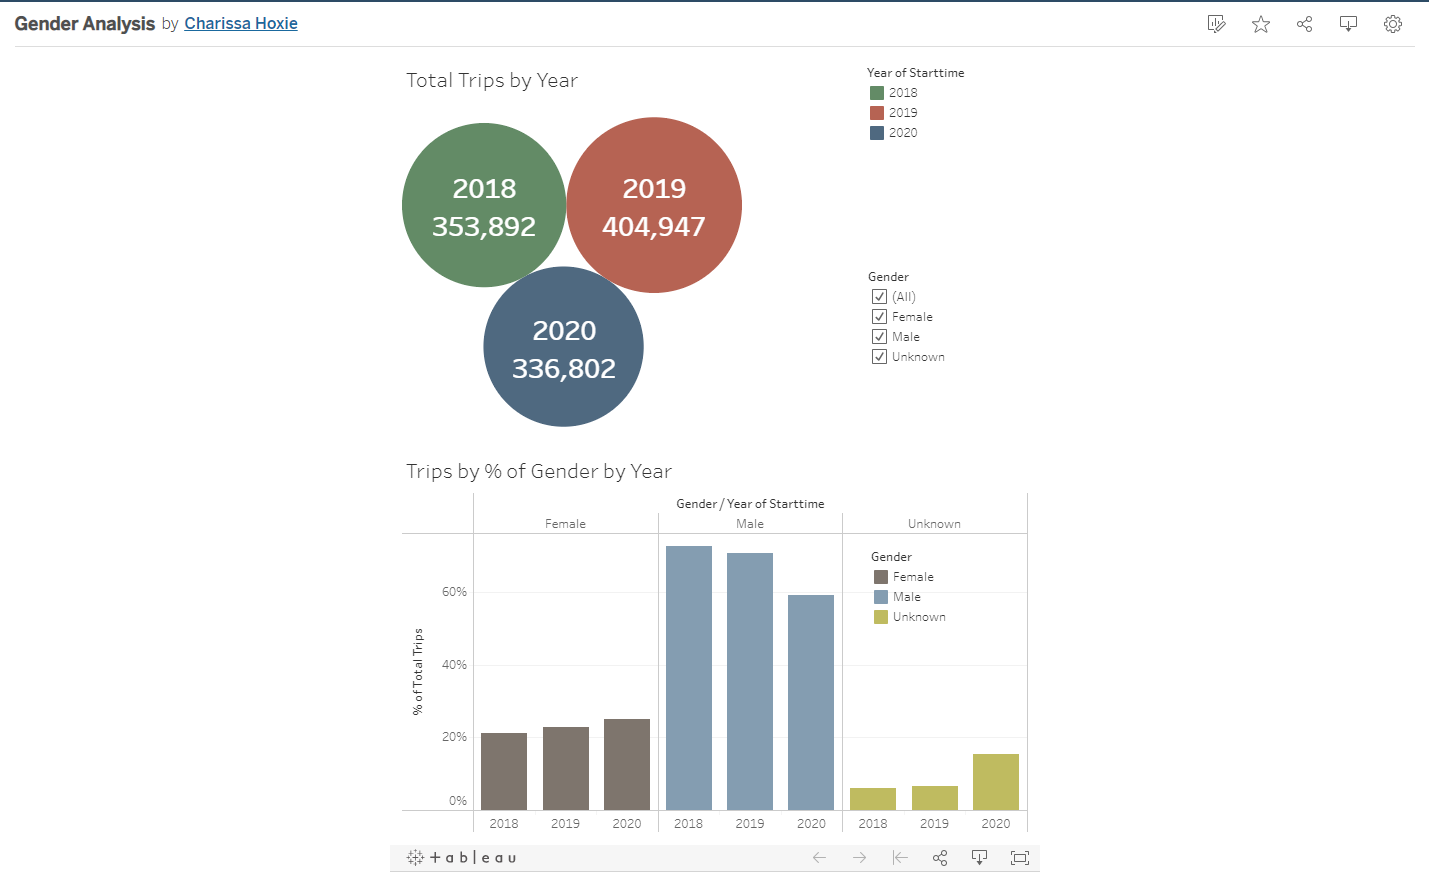 Gender Analysis by Charissa Hoxie
Total Trips by Year
2018
353,892
2019
404,947
2020
336,802
Year of Starttime
2018
2019
2020
Gender
(All)
Female
Male
Unknown
Trips by % of Gender by Year
Gender / Year of Starttime
Female Male Unknown
% of Total Trips
60%
40%
20%
0%
Gender
Female
Male
Unknown
2018 2019 2020 2018 2019 2020 2018 2019 2020
+ableau